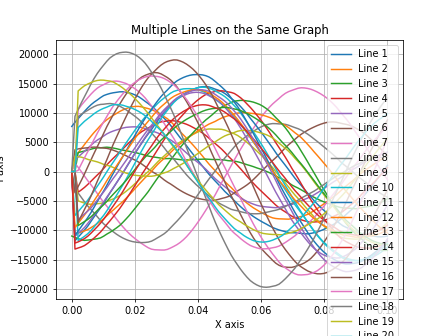 Multiple Lines on the Same Graph
20000
15000
10000
5000
0
−5000
−10000
−15000
−20000
0.00
0.02
0.04
0.06
X axis
Line 1
Line 2
Line 3
Line 4
Line 5
Line 6
Line 7
Line 8
Line 9
Line 10
Line 11
Line 12
Line 13
Line 14
Line 15
Line 16
Line 17
Line 18
Line 19